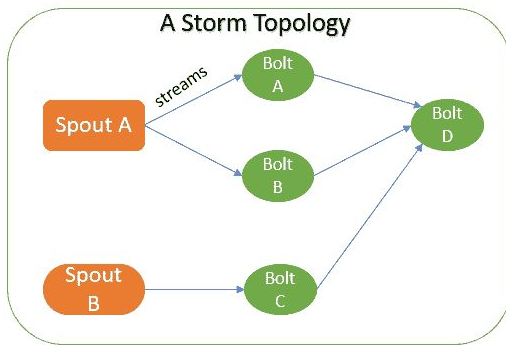 A Storm Topology
streams
Bolt
A
Spout A
Bolt
D
Bolt
B
Spout
B
Bolt
C